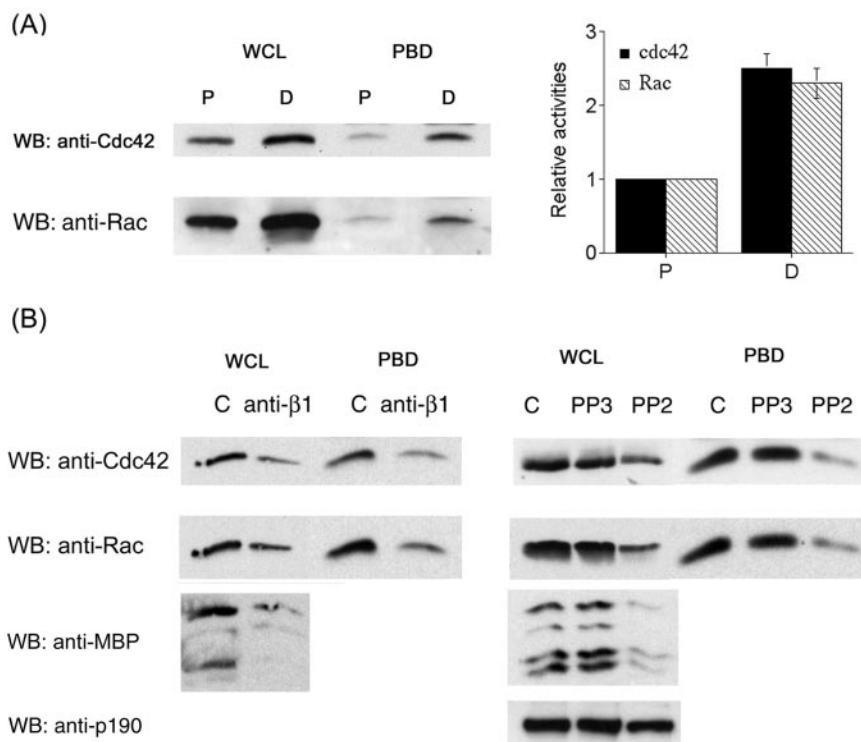 (A)
WCL PBD
P D P D
WB: anti-Cdc42
WB: anti-Rac
Relative activities
3
2
1
0
cdc42
Rac
P D
(B)
WCL PBD
C anti-β1 C anti-β1
WB: anti-Cdc42
WB: anti-Rac
WB: anti-MBP
WB: anti-p190
WCL PBD
C PP3 PP2 C PP3 PP2